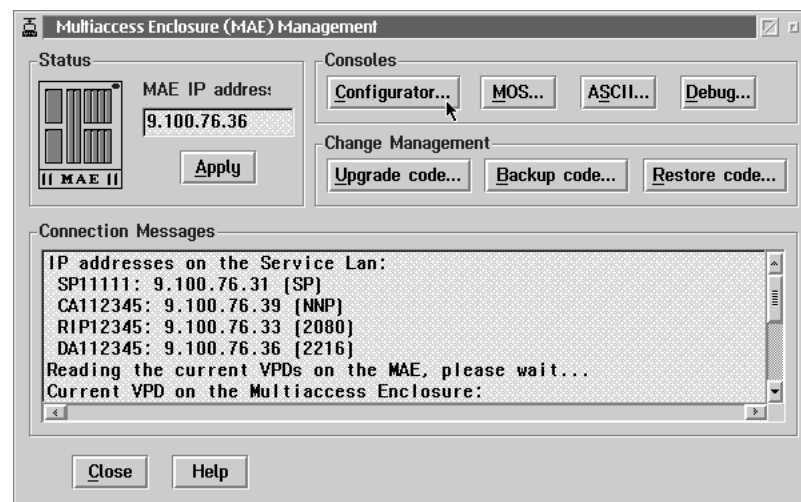 Multiaccess Enclosure (MAE) Management
Status
MAE IP address
9.100.76.36
Apply
|| MAE ||
Consoles
Configurator... MOS... ASCII... Debug...
Change Management
Upgrade code... Backup code... Restore code...
Connection Messages
IP addresses on the Service Lan:
SP11111: 9.100.76.31 (SP)
CA112345: 9.100.76.39 (NNP)
RIP12345: 9.100.76.33 (2080)
DA112345: 9.100.76.36 (2216)
Reading the current VPDs on the MAE, please wait...
Current VPD on the Multiaccess Enclosure:
Close Help